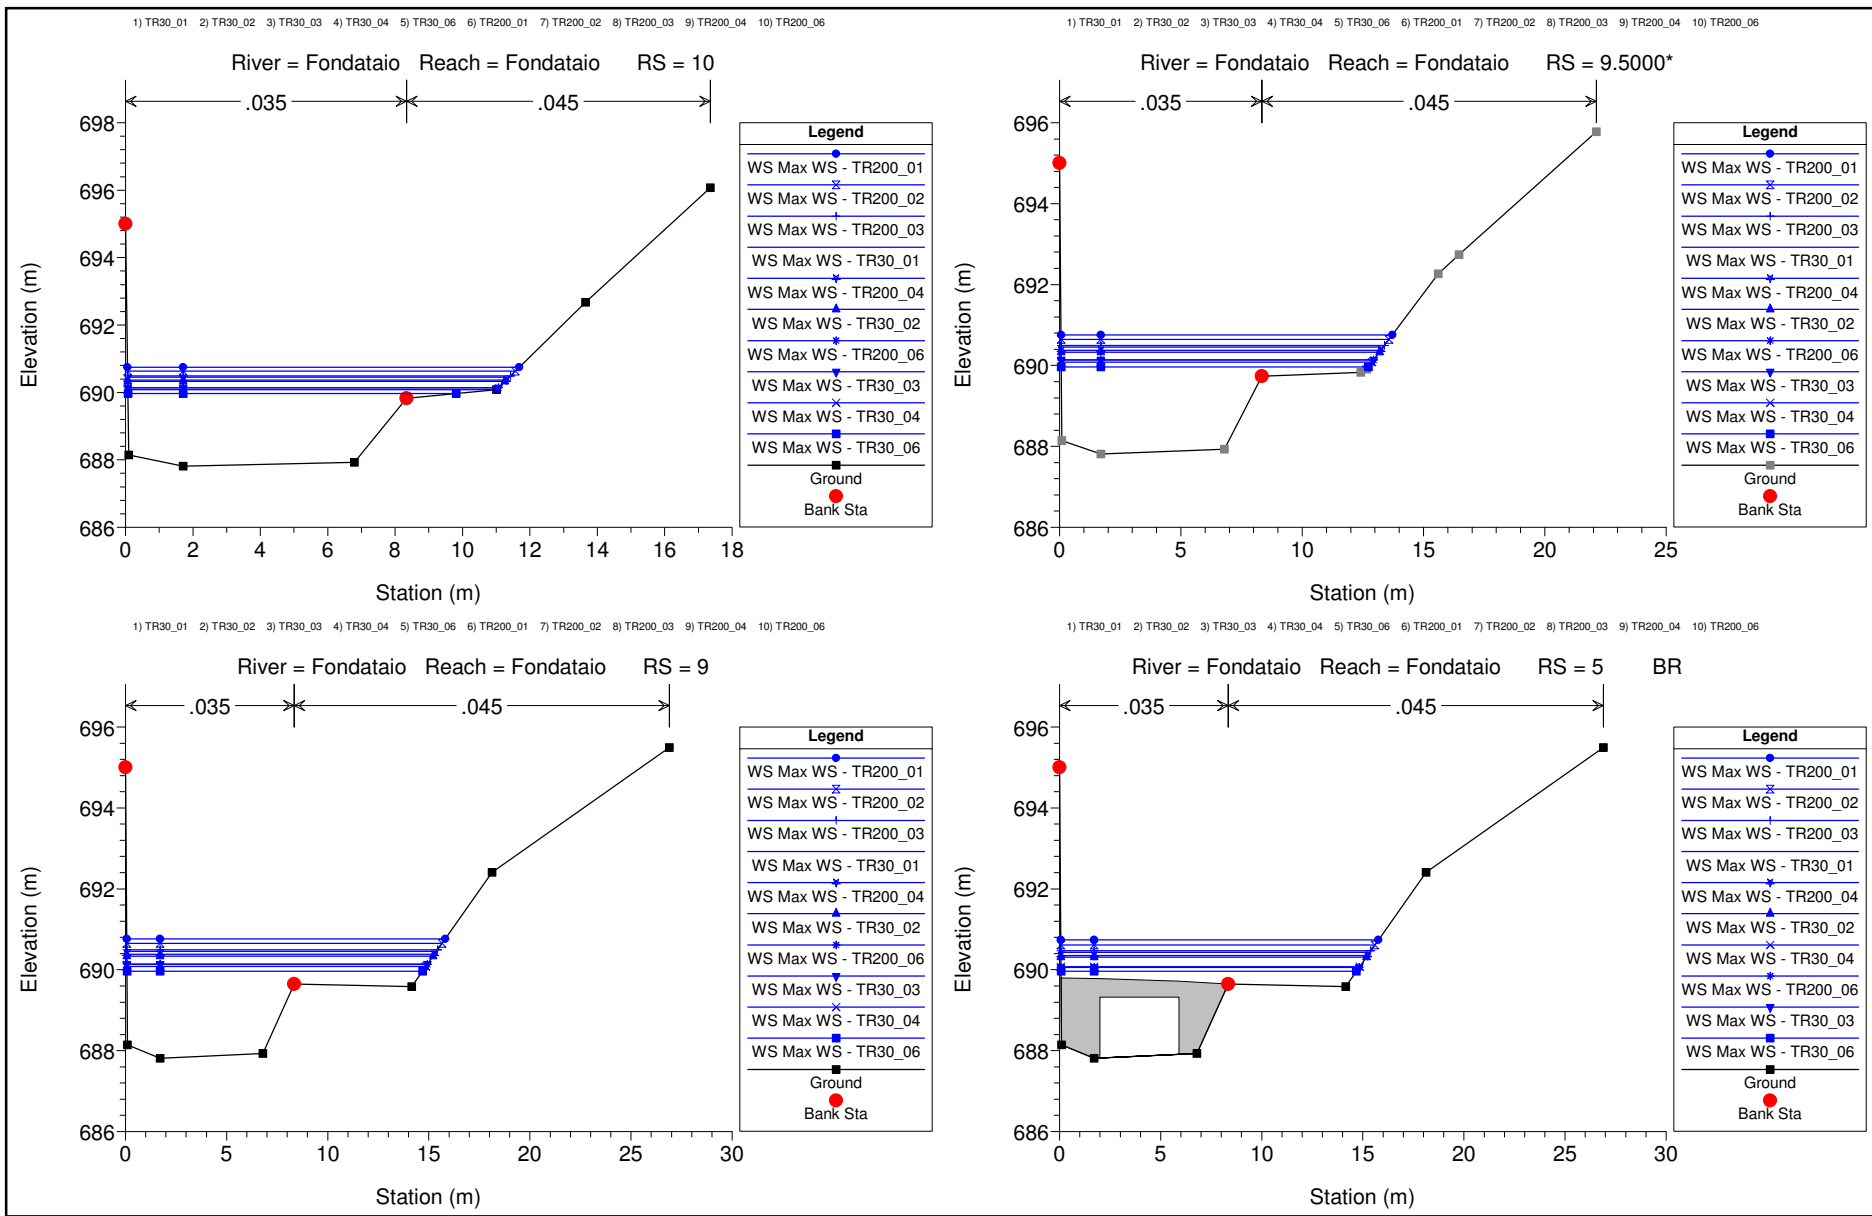 1) TR30_01 2) TR30_02 3) TR30_03 4) TR30_04 5) TR30_06 6) TR200_01 7) TR200_02 8) TR200_03 9) TR200_04 10) TR200_06
River = Fondataio Reach = Fondataio RS = 10
.035 .045
Elevation (m)
698
696
694
692
690
688
686
0 2 4 6 8 10 12 14 16 18
Station (m)
Legend
WS Max WS - TR200_01
WS Max WS - TR200_02
WS Max WS - TR200_03
WS Max WS - TR30_01
WS Max WS - TR200_04
WS Max WS - TR30_02
WS Max WS - TR200_06
WS Max WS - TR30_03
WS Max WS - TR30_04
WS Max WS - TR30_06
Ground
Bank Sta
1) TR30_01 2) TR30_02 3) TR30_03 4) TR30_04 5) TR30_06 6) TR200_01 7) TR200_02 8) TR200_03 9) TR200_04 10) TR200_06
River = Fondataio Reach = Fondataio RS = 9.5000*
.035 .045
Elevation (m)
696
694
692
690
688
686
0 5 10 15 20 25
Station (m)
Legend
WS Max WS - TR200_01
WS Max WS - TR200_02
WS Max WS - TR200_03
WS Max WS - TR30_01
WS Max WS - TR200_04
WS Max WS - TR30_02
WS Max WS - TR200_06
WS Max WS - TR30_03
WS Max WS - TR30_04
WS Max WS - TR30_06
Ground
Bank Sta
1) TR30_01 2) TR30_02 3) TR30_03 4) TR30_04 5) TR30_06 6) TR200_01 7) TR200_02 8) TR200_03 9) TR200_04 10) TR200_06
River = Fondataio Reach = Fondataio RS = 9
.035 .045
Elevation (m)
696
694
692
690
688
686
0 5 10 15 20 25 30
Station (m)
Legend
WS Max WS - TR200_01
WS Max WS - TR200_02
WS Max WS - TR200_03
WS Max WS - TR30_01
WS Max WS - TR200_04
WS Max WS - TR30_02
WS Max WS - TR200_06
WS Max WS - TR30_03
WS Max WS - TR30_04
WS Max WS - TR30_06
Ground
Bank Sta
1) TR30_01 2) TR30_02 3) TR30_03 4) TR30_04 5) TR30_06 6) TR200_01 7) TR200_02 8) TR200_03 9) TR200_04 10) TR200_06
River = Fondataio Reach = Fondataio RS = 5 BR
.035 .045
Elevation (m)
696
694
692
690
688
686
0 5 10 15 20 25 30
Station (m)
Legend
WS Max WS - TR200_01
WS Max WS - TR200_02
WS Max WS - TR200_03
WS Max WS - TR30_01
WS Max WS - TR200_04
WS Max WS - TR30_02
WS Max WS - TR30_04
WS Max WS - TR200_06
WS Max WS - TR30_03
WS Max WS - TR30_06
Ground
Bank Sta